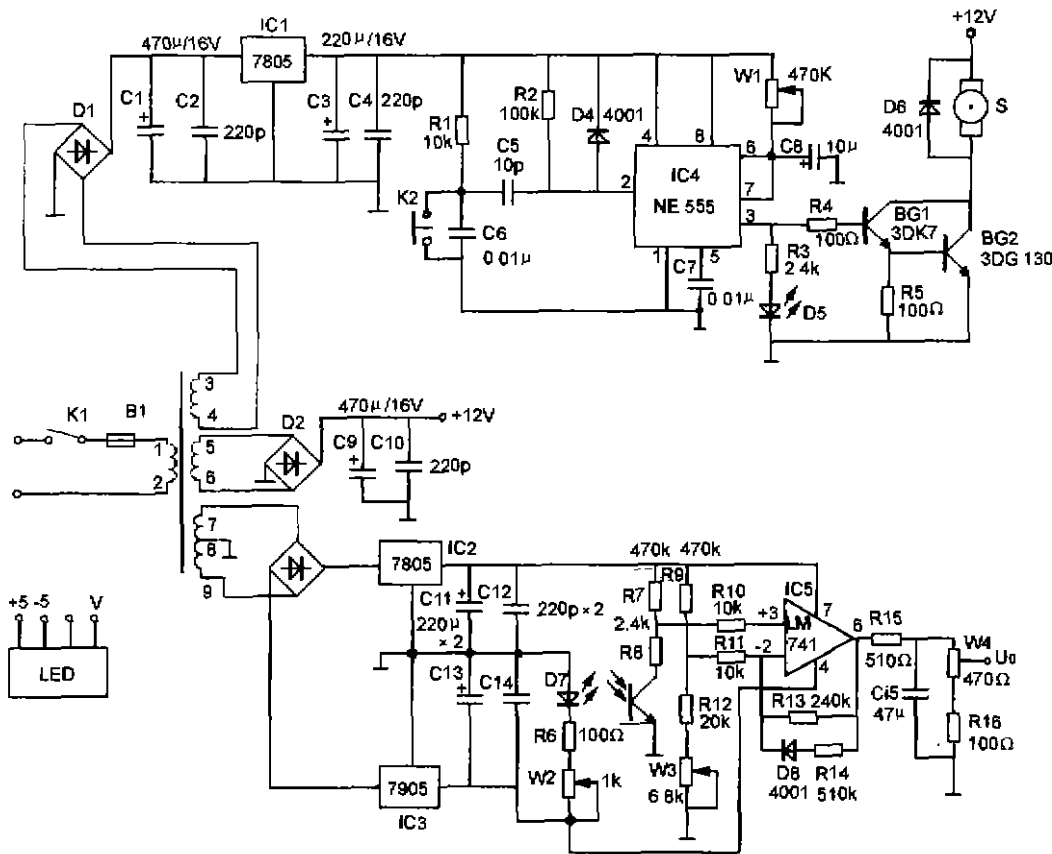 +12V
IC1
470μ/16V
7805
220μ/16V
D1
C1
+
C2
220p
C3
+
C4
220p
R1
10k
R2
100k
D4
4001
C5
10p
K2
C6
0 01μ
4
8
2
IC4
NE 555
6
7
3
1
5
W1
470K
C8
+
10μ
D6
4001
S
R4
100Ω
BG1
3DK7
BG2
3DG 130
R3
2 4k
C7
0 01μ
D5
R5
100Ω
K1
B1
1
2
3
4
5
6
7
8
9
D2
470μ/16V
+12V
C9
+
C10
220p
7805
IC2
C11
+
220μ
× 2
C12
220p × 2
C13
+
C14
7905
IC3
D7
R6
100Ω
W2
1k
470k
470k
R7
R9
2.4k
R8
R10
10k
R11
10k
R12
20k
W3
6 8k
IC5
+3
-2
LM
741
7
6
4
R15
510Ω
R13 240k
D8
4001
R14
510k
Ci5
47μ
W4
470Ω
U0
R16
100Ω
+5 -5 V
LED